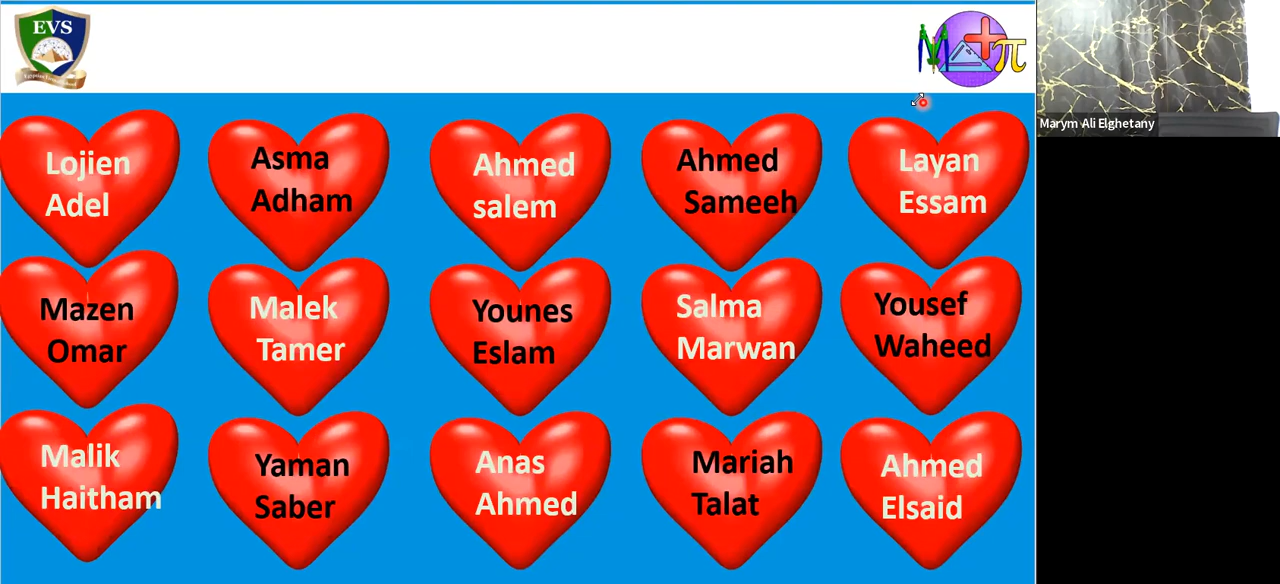 EVS
M+π
Marym Ali Elghetany
Lojien
Adel
Asma
Adham
Ahmed
salem
Ahmed
Sameeh
Layan
Essam
Mazen
Omar
Malek
Tamer
Younes
Eslam
Salma
Marwan
Yousef
Waheed
Malik
Haitham
Yaman
Saber
Anas
Ahmed
Mariah
Talat
Ahmed
Elsaid